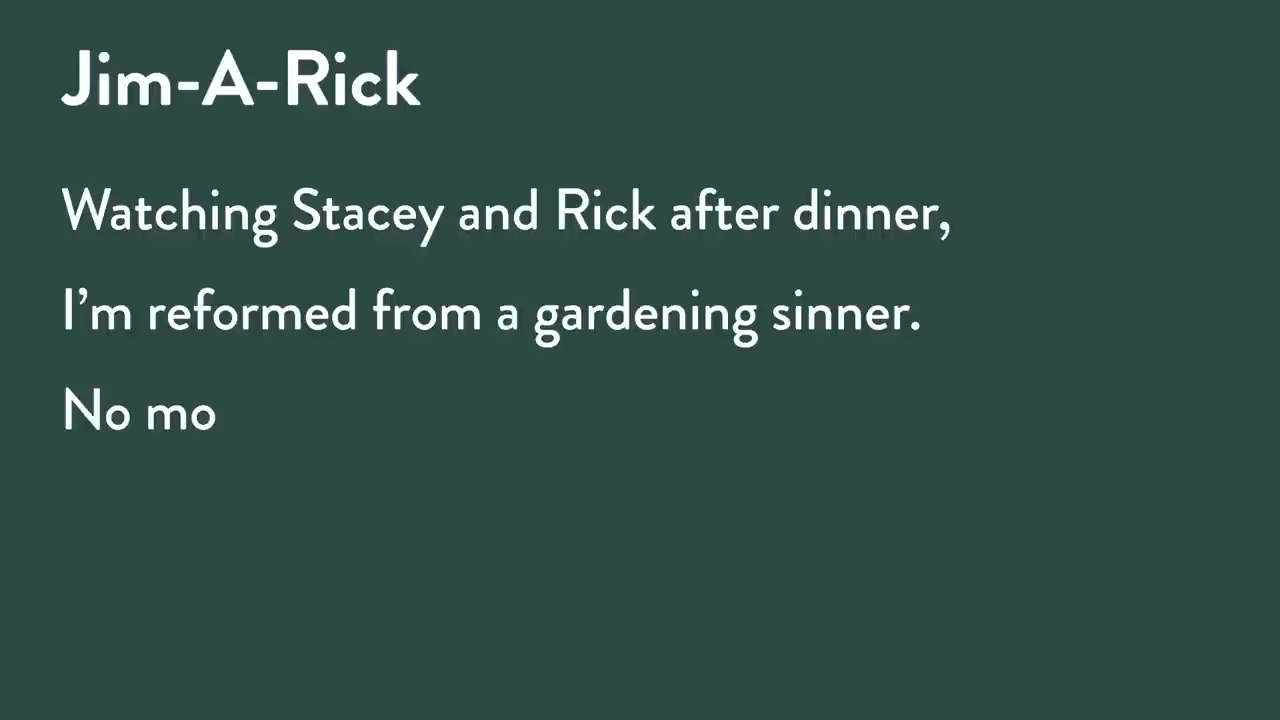 Jim-A-Rick
Watching Stacey and Rick after dinner,
I’m reformed from a gardening sinner.
No mo